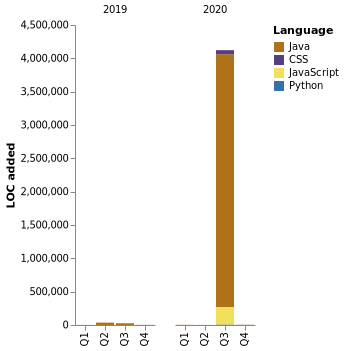 2019 2020
Language
Java
CSS
JavaScript
Python
LOC added
4,500,000
4,000,000
3,500,000
3,000,000
2,500,000
2,000,000
1,500,000
1,000,000
500,000
0
Q1 Q2 Q3 Q4 Q1 Q2 Q3 Q4